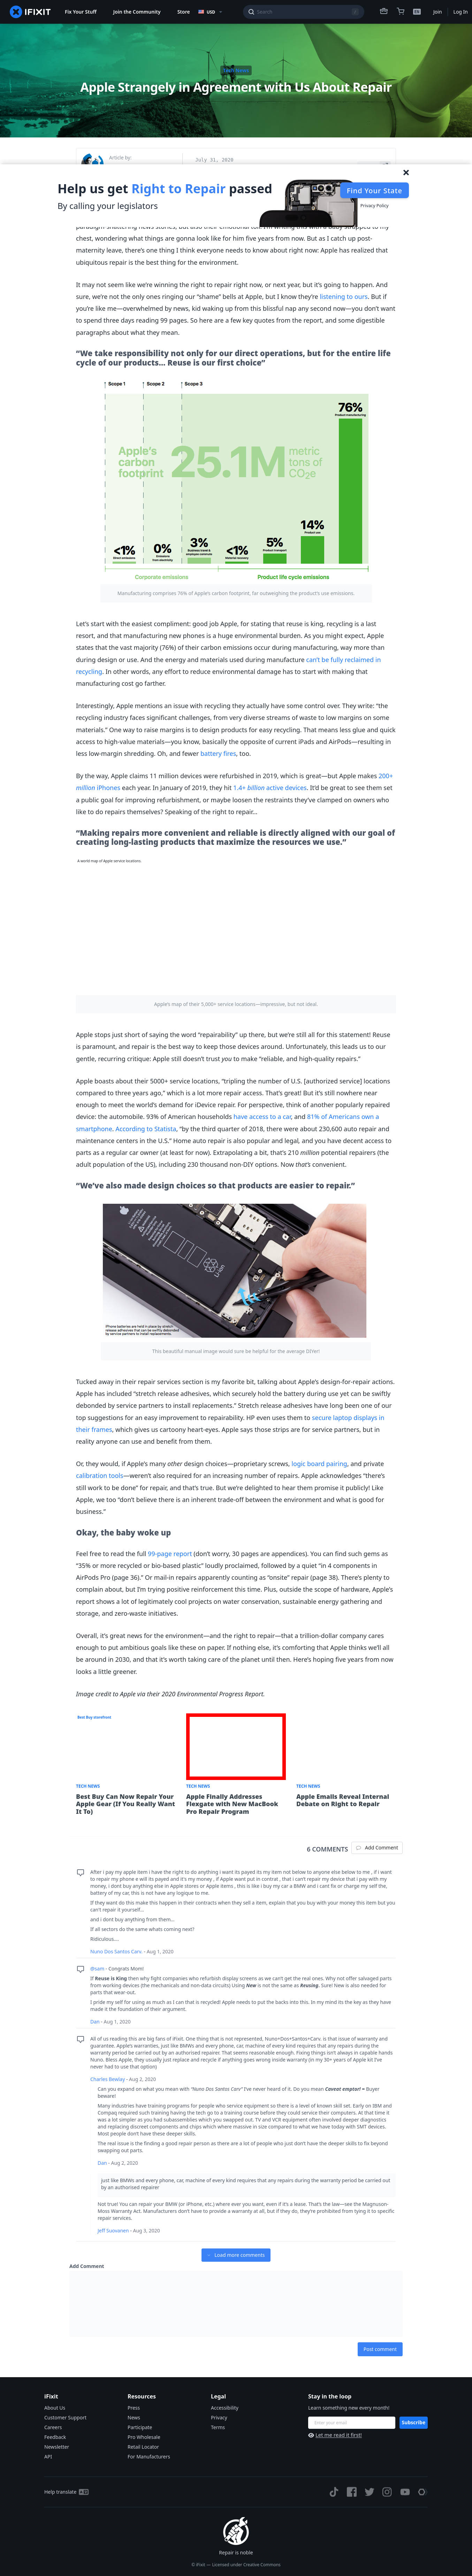 IFIXIT
Fix Your Stuff
Join the Community
Store
USD
Search
EN
Join
Log In
Apple Strangely in Agreement with Us About Repair
Article by:
July 31, 2020
Help us get Right to Repair passed
By calling your legislators
Find Your State
Privacy Policy
chest, wondering what things are gonna look like for him five years from now. But as I catch up post-
maternity leave, there's one thing I think everyone needs to know about right now: Apple has realized that
ubiquitous repair is the best thing for the environment.
It may not seem like we're winning the right to repair right now, or next year, but it's going to happen. And
sure, we're not the only ones ringing our "shame" bells at Apple, but I know they're listening to ours. But if
you're like me—overwhelmed by news, kid waking up from this blissful nap any second now—you don't want
to spend three days reading 99 pages. So here are a few key quotes from the report, and some digestible
paragraphs about what they mean.
"We take responsibility not only for our direct operations, but for the entire life
cycle of our products... Reuse is our first choice"
Scope 1
Scope 2
Scope 3
Apple's carbon footprint
25.1M
metric tons of CO₂e
<1%
Direct emissions
0%
Emissions from electricity
3%
Business travel & employee commute
<1%
Material recovery
5%
Product transport
14%
Product use
76%
Product manufacturing
Corporate emissions
Product life cycle emissions
Manufacturing comprises 76% of Apple's carbon footprint, far outweighing the product's use emissions.
Let's start with the easiest compliment: good job Apple, for stating that reuse is king, recycling is a last
resort, and that manufacturing new phones is a huge environmental burden. As you might expect, Apple
states that the vast majority (76%) of their carbon emissions occur during manufacture, way more than
during design or use. And the energy and materials used during manufacture can't be fully reclaimed in
recycling. In other words, any effort to reduce environmental damage has to start with making that
manufacturing cost go farther.
Interestingly, Apple mentions an issue with recycling they actually have some control over. They write: "the
recycling industry faces significant challenges, from very diverse streams of waste to low margins on some
materials." One way to raise margins is to design products for easy recycling. That means less glue and quick
access to high-value materials—you know, basically the opposite of current iPads and AirPods—resulting in
less low-margin shredding. Oh, and fewer battery fires, too.
By the way, Apple claims 11 million devices were refurbished in 2019, which is great—but Apple makes 200+
million iPhones each year. In January of 2019, they hit 1.4+ billion active devices. It'd be great to see them set
a public goal for improving refurbishment, or maybe loosen the restraints they've clamped on owners who
like to do repairs themselves? Speaking of the right to repair...
"Making repairs more convenient and reliable is directly aligned with our goal of
creating long-lasting products that maximize the resources we use."
A world map of Apple service locations.
Apple's map of their 5,000+ service locations—impressive, but not ideal.
Apple stops just short of saying the word "repairability" up there, but we're still all for this statement! Reuse
is paramount, and repair is the best way to keep those devices around. Unfortunately, this leads us to our
gentle, recurring critique: Apple still doesn't trust you to make "reliable, and high-quality repairs."
Apple boasts about their 5000+ service locations, "tripling the number of U.S. [authorized service] locations
compared to three years ago," which is a lot more repair access. That's great! But it's still nowhere near
enough to meet the world's demand for iDevice repair. For perspective, think of another popularly repaired
device: the automobile. 93% of American households have access to a car, and 81% of Americans own a
smartphone. According to Statista, "by the third quarter of 2018, there were about 230,600 auto repair and
maintenance centers in the U.S." Home auto repair is also popular and legal, and you have decent access to
parts as a regular car owner (at least for now). Extrapolating a bit, that's 210 million potential repairers (the
adult population of the US), including 230 thousand non-DIY options. Now that's convenient.
"We've also made design choices so that products are easier to repair."
iPhone batteries are held in place by stretch release adhesives, which securely hold the battery during use yet can be swiftly debonded by service partners to install replacements.
This beautiful manual image would sure be helpful for the average DIYer!
Tucked away in their repair services section is my favorite bit, talking about Apple's design-for-repair actions.
Apple has included "stretch release adhesives, which securely hold the battery during use yet can be swiftly
debonded by service partners to install replacements." Stretch release adhesives have long been one of our
top suggestions for an easy improvement to repairability. HP even uses them to secure laptop displays in
their frames, which gives us cartoony heart-eyes. Apple says those strips are for service partners, but in
reality anyone can use and benefit from them.
Or, they would, if Apple's many other design choices—proprietary screws, logic board pairing, and private
calibration tools—weren't also required for an increasing number of repairs. Apple acknowledges "there's
still work to be done" for repair, and that's true. But we're delighted to hear them promise it publicly! Like
Apple, we too "don't believe there is an inherent trade-off between the environment and what is good for
business."
Okay, the baby woke up
Feel free to read the full 99-page report (don't worry, 30 pages are appendices). You can find such gems as
"35% or more recycled or bio-based plastic" loudly proclaimed, followed by a quiet "in 4 components in
AirPods Pro (page 36)." Or mail-in repairs apparently counting as "onsite" repair (page 38). There's plenty to
complain about, but I'm trying positive reinforcement this time. Plus, outside the scope of hardware, Apple's
report shows a lot of legitimately cool projects on water conservation, sustainable energy gathering and
storage, and zero-waste initiatives.
Overall, it's great news for the environment—and the right to repair—that a trillion-dollar company cares
enough to put ambitious goals like these on paper. If nothing else, it's comforting that Apple thinks we'll all
be around in 2030, and that it's worth taking care of the planet until then. Here's hoping five years from now
looks a little greener.
Image credit to Apple via their 2020 Environmental Progress Report.
Best Buy storefront
TECH NEWS
Best Buy Can Now Repair Your Apple Gear (If You Really Want It To)
TECH NEWS
Apple Finally Addresses Flexgate with New MacBook Pro Repair Program
TECH NEWS
Apple Emails Reveal Internal Debate on Right to Repair
6 COMMENTS
Add Comment
After i pay my apple item i have the right to do anything i want its payed its my item not below to anyone else below to me , if i want
to repair my phone e will its payed and it's my money , if Apple want put in contrat , that i can't repair my device that i pay with my
money, I dont buy anything else in Apple stores or Apple items , this is like i buy my car a BMW and i cant fix or charge my self the,
battery of my car, this is not have any logique to me.
If they want do this make this happen in their contracts when they sell a item, explain that you buy with your money this item but you
can't repair it yourself...
and i dont buy anything from them...
If all sectors do the same whats coming next?
Ridiculous....
Nuno Dos Santos Carv. - Aug 1, 2020
@sam - Congrats Mom!
If Reuse is King then why fight companies who refurbish display screens as we can't get the real ones. Why not offer salvaged parts
from working devices (the mechanicals and non-data circuits) Using New is not the same as Reusing. Sure! New is also needed for
parts that wear-out.
I pride my self for using as much as I can that is recycled! Apple needs to put the backs into this. In my mind its the key as they have
made it the foundation of their argument.
Dan - Aug 1, 2020
All of us reading this are big fans of iFixit. One thing that is not represented, Nuno+Dos+Santos+Carv. is that issue of warranty and
guarantee. Apple's warranties, just like BMWs and every phone, car, machine of every kind requires that any repairs during the
warranty period be carried out by an authorised repairer. That seems reasonable enough. Fixing things yourself is always in capable hands
Nuno. Bless Apple, they usually just replace and recycle if anything goes wrong inside warranty (in my 30+ years of Apple kit I've
never had to use that option)
Charles Bewlay - Aug 2, 2020
Can you expand on what you mean with "Nuno Dos Santos Carv" I've never heard of it. Do you mean Caveat emptor! = Buyer
beware!
Many industries have training programs for people who service equipment so there is a level of known skill set. Early on IBM and
Compaq required such training having the tech go to a training course before they could order and service their equipment. That
also was at a time of major subassemblies which you swapped out, TV and VCR equipment often involved deeper diagnostics
and replacing discreet components and chips which where massive in size compared to what we have today with SMT devices.
Most people don't have these deeper skills.
The real issue is the finding a good repair person as there are a lot of people who just don't have the deeper skills to fix beyond
swapping out parts.
Dan - Aug 2, 2020
just like BMWs and every phone, car, machine of every kind requires that any repairs during the warranty period be carried out
by an authorised repairer
Not true! You can repair your BMW (or iPhone, etc.) where ever you want, even if it's a lease. That's the law—see the Magnuson-
Moss Warranty Act. Manufacturers don't have to provide a warranty at all, but if they do, they're prohibited from tying it to specific
repair services.
Jeff Suovanen - Aug 3, 2020
Load more comments
Add Comment
Post comment
iFixit
About Us
Customer Support
Careers
Feedback
Newsletter
API
Resources
Press
News
Participate
Pro Wholesale
Retail Locator
For Manufacturers
Legal
Accessibility
Privacy
Terms
Stay in the loop
Learn something new every month!
Enter your email
Subscribe
Let me read it first!
Help translate
Repair is noble
© iFixit — Licensed under Creative Commons